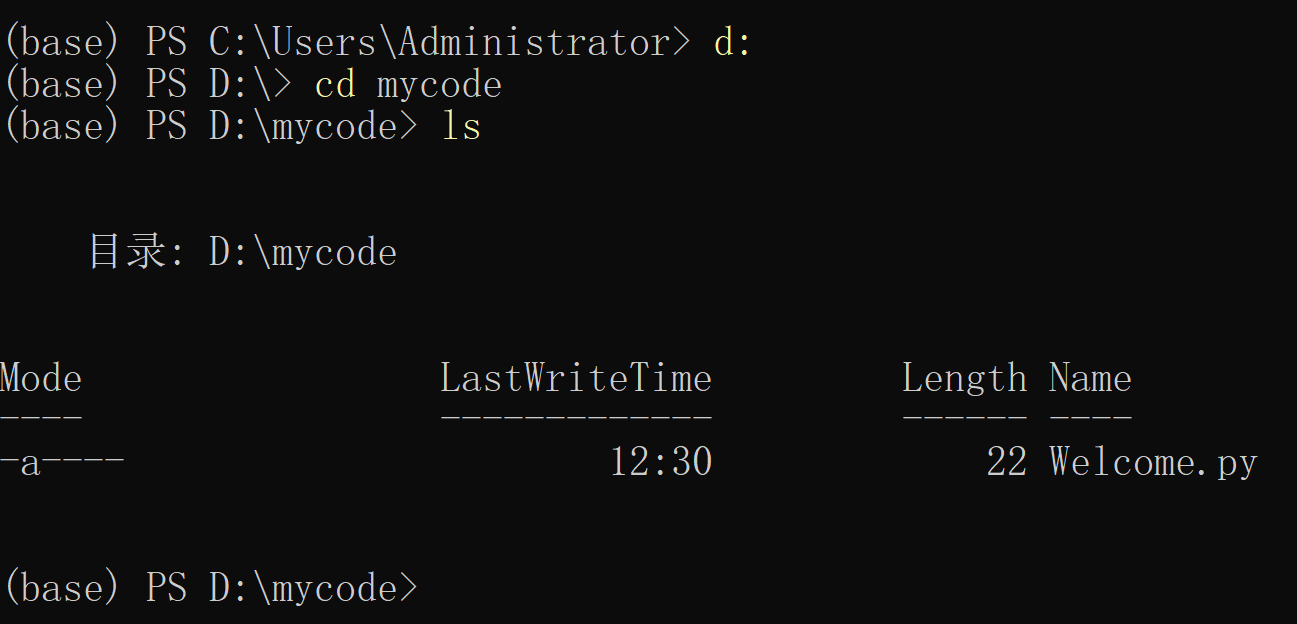 (base) PS C:\Users\Administrator> d:
(base) PS D:\> cd mycode
(base) PS D:\mycode> ls
目录: D:\mycode
Mode LastWriteTime Length Name
---- ------------- ------ ----
-a---- 12:30 22 Welcome.py
(base) PS D:\mycode>